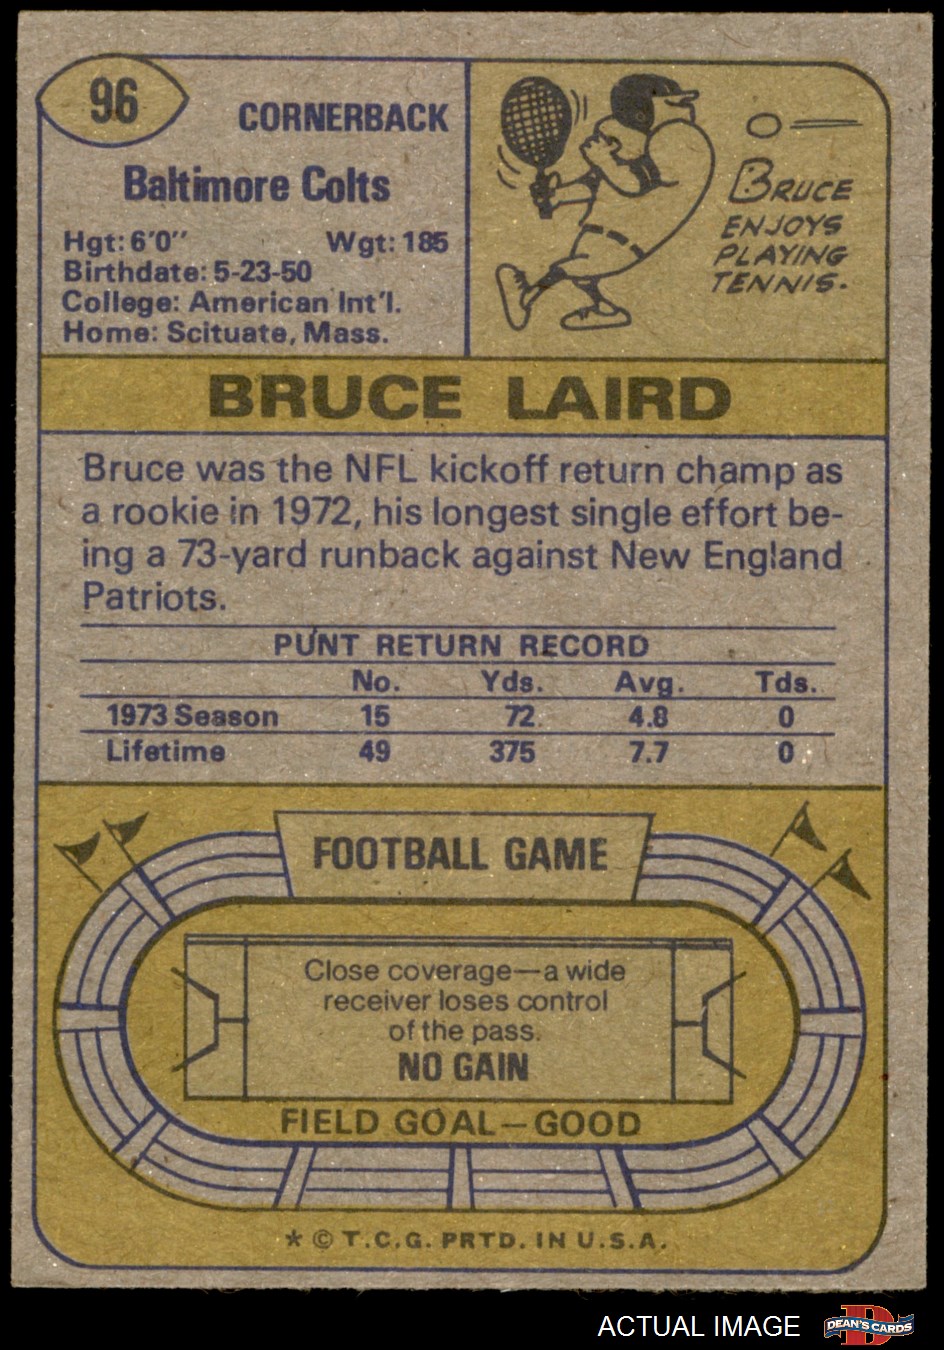 96
CORNERBACK
Baltimore Colts
Hgt: 6'0" Wgt: 185
Birthdate: 5-23-50
College: American Int'l.
Home: Scituate, Mass.
BRUCE
ENJOYS
PLAYING
TENNIS.
BRUCE LAIRD
Bruce was the NFL kickoff return champ as
a rookie in 1972, his longest single effort be-
ing a 73-yard runback against New England
Patriots.
PUNT RETURN RECORD
No. Yds. Avg. Tds.
1973 Season 15 72 4.8 0
Lifetime 49 375 7.7 0
FOOTBALL GAME
Close coverage—a wide
receiver loses control
of the pass.
NO GAIN
FIELD GOAL—GOOD
* © T.C.G. PRTD. IN U.S.A.
ACTUAL IMAGE
D
DEAN'S CARDS